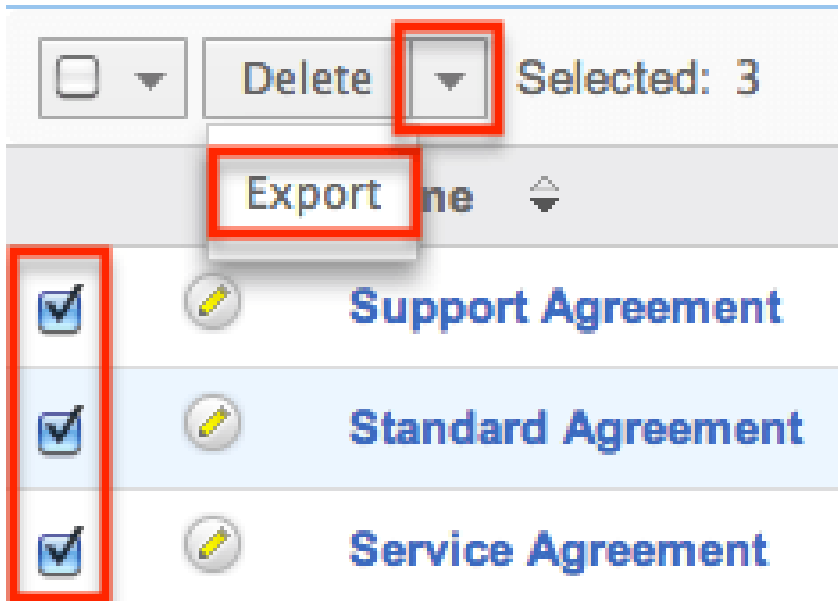 Delete Selected: 3
Export ne
Support Agreement
Standard Agreement
Service Agreement